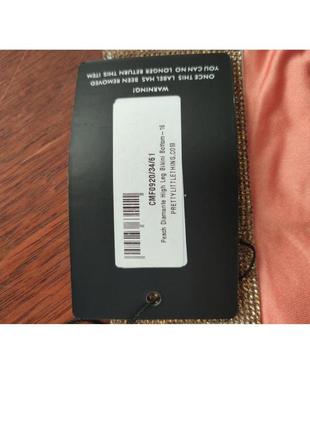 WARNING!
ONCE THIS LABEL HAS BEEN REMOVED
YOU CAN NO LONGER RETURN THIS ITEM
CMF0920/34/61
Peach Diamante High Leg Bikini Bottom - 16
PRETTYLITTLETHING.COM